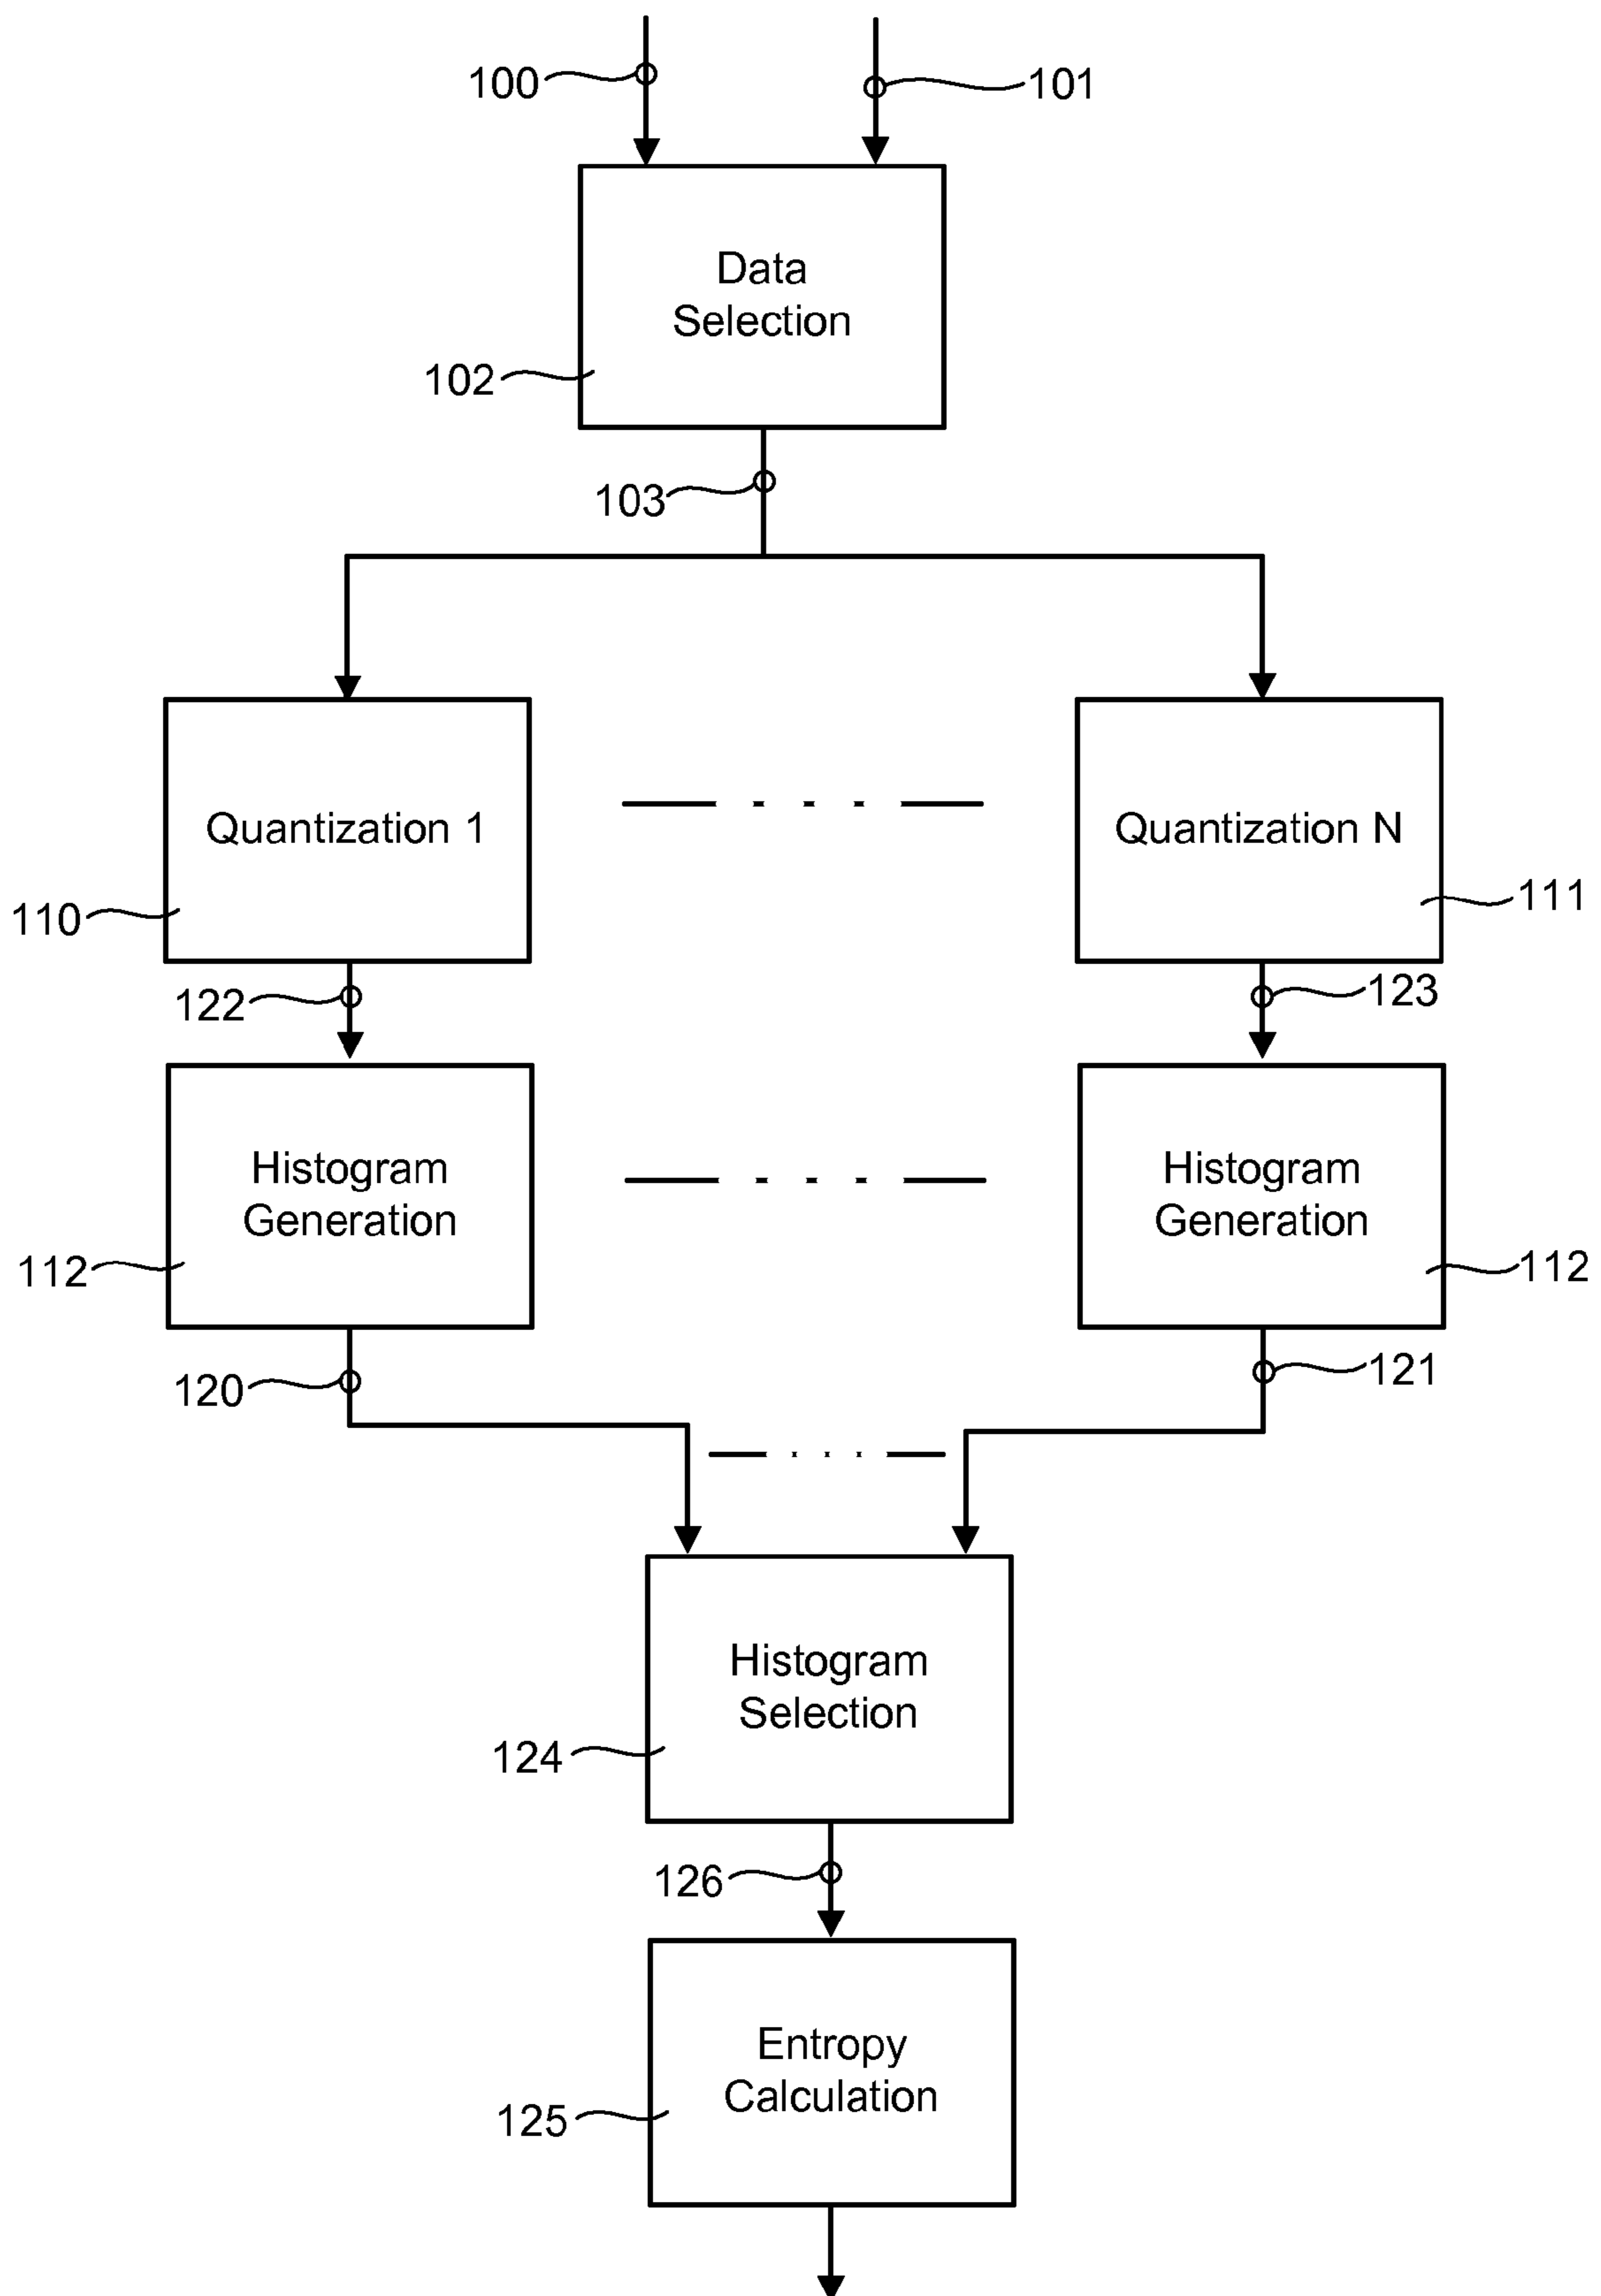 100
101
Data
Selection
102
103
Quantization 1
Quantization N
110
111
122
123
Histogram
Generation
Histogram
Generation
112
112
120
121
Histogram
Selection
124
126
Entropy
Calculation
125